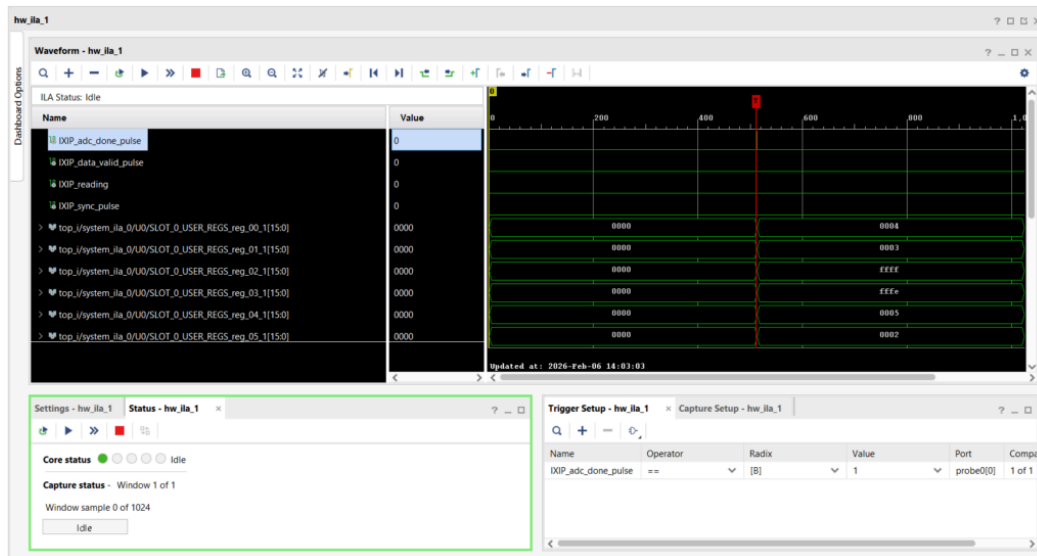 hw_ila_1
Dashboard Options
Waveform - hw_ila_1
ILA Status: Idle
Name Value
IXIP_adc_done_pulse 0
IXIP_data_valid_pulse 0
IXIP_reading 0
IXIP_sync_pulse 0
top_i/system_ila_0/U0/SLOT_0_USER_REGS_reg_00_1[15:0] 0000
top_i/system_ila_0/U0/SLOT_0_USER_REGS_reg_01_1[15:0] 0000
top_i/system_ila_0/U0/SLOT_0_USER_REGS_reg_02_1[15:0] 0000
top_i/system_ila_0/U0/SLOT_0_USER_REGS_reg_03_1[15:0] 0000
top_i/system_ila_0/U0/SLOT_0_USER_REGS_reg_04_1[15:0] 0000
top_i/system_ila_0/U0/SLOT_0_USER_REGS_reg_05_1[15:0] 0000
0
T
0 200 400 600 800 1,0
0000 0004
0000 0003
0000 ffff
0000 fffe
0000 0005
0000 0002
Updated at: 2026-Feb-06 14:03:03
Settings - hw_ila_1 Status - hw_ila_1
Core status Idle
Capture status - Window 1 of 1
Window sample 0 of 1024
Idle
Trigger Setup - hw_ila_1 Capture Setup - hw_ila_1
Name Operator Radix Value Port Compa
IXIP_adc_done_pulse == [B] 1 probe0[0] 1 of 1